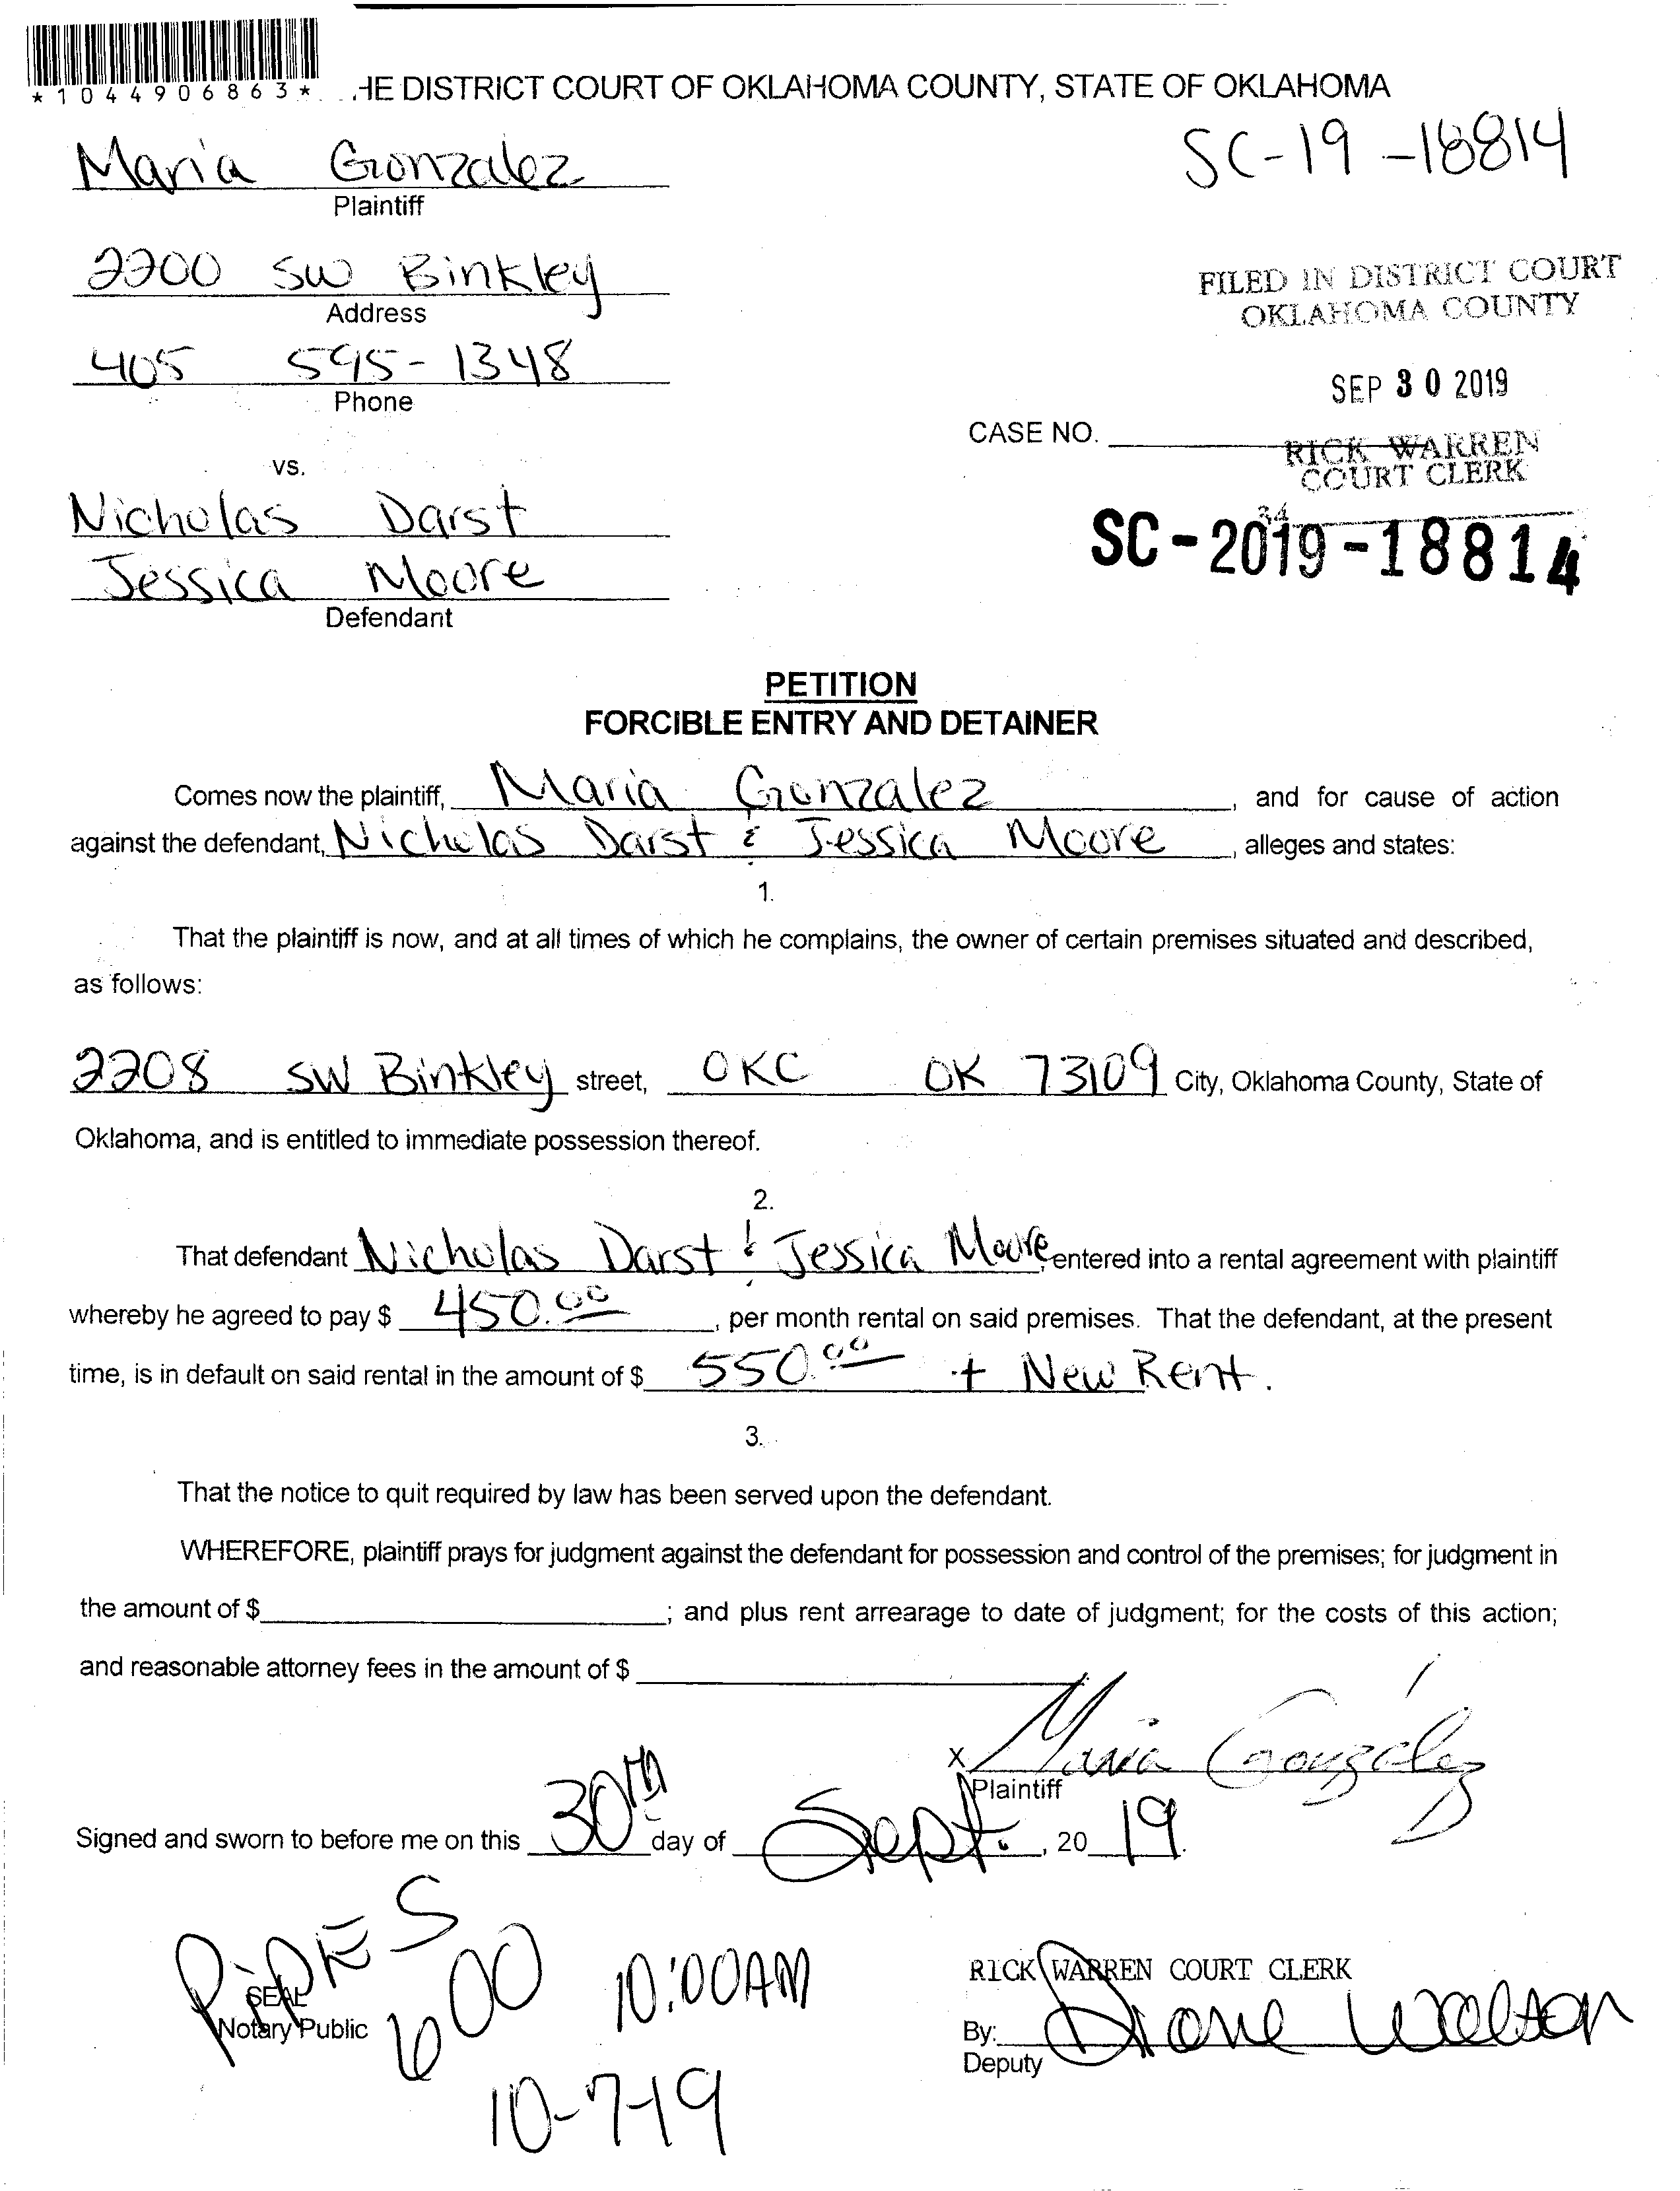 *1044906863*
HE DISTRICT COURT OF OKLAHOMA COUNTY, STATE OF OKLAHOMA
Maria Gonzalez
Plaintiff
SC-19-18814
2200 SW Binkley
Address
FILED IN DISTRICT COURT
OKLAHOMA COUNTY
405 595-1348
Phone
SEP 30 2019
CASE NO.
RICK WARREN
COURT CLERK
vs.
34
Nicholas Darst
SC-2019-18814
Jessica Moore
Defendant
PETITION
FORCIBLE ENTRY AND DETAINER
Comes now the plaintiff, Maria Gonzalez, and for cause of action
against the defendant, Nicholas Darst & Jessica Moore, alleges and states:
1.
That the plaintiff is now, and at all times of which he complains, the owner of certain premises situated and described,
as follows:
2208 SW Binkley street, OKC OK 73109 City, Oklahoma County, State of
Oklahoma, and is entitled to immediate possession thereof.
2.
That defendant Nicholas Darst & Jessica Moore, entered into a rental agreement with plaintiff
whereby he agreed to pay $ 450.00, per month rental on said premises. That the defendant, at the present
time, is in default on said rental in the amount of $ 550.00 + New Rent.
3.
That the notice to quit required by law has been served upon the defendant.
WHEREFORE, plaintiff prays for judgment against the defendant for possession and control of the premises; for judgment in
the amount of $ ; and plus rent arrearage to date of judgment; for the costs of this action;
and reasonable attorney fees in the amount of $
X Maria González
Plaintiff
Signed and sworn to before me on this 30th day of Sept., 2019.
PiPES
600 10:00AM
SEAL
Notary Public
10-7-19
RICK WARREN COURT CLERK
By: Diane Walton
Deputy